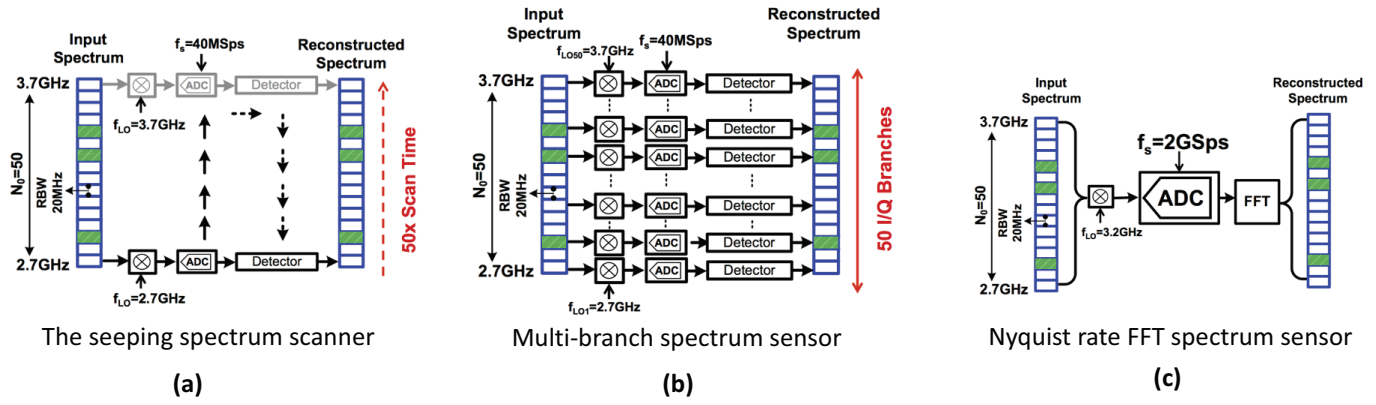 Input
Spectrum
fs=40MSps
Reconstructed
Spectrum
3.7GHz
ADC
Detector
fLO=3.7GHz
N0=50
RBW
20MHz
50x Scan Time
2.7GHz
ADC
Detector
fLO=2.7GHz
The seeping spectrum scanner
(a)
Input
Spectrum
fLO50=3.7GHz
fs=40MSps
Reconstructed
Spectrum
3.7GHz
ADC
Detector
ADC
Detector
ADC
Detector
N0=50
RBW
20MHz
ADC
Detector
ADC
Detector
2.7GHz
ADC
Detector
fLO1=2.7GHz
50 I/Q Branches
Multi-branch spectrum sensor
(b)
Input
Spectrum
Reconstructed
Spectrum
3.7GHz
fs=2GSps
ADC
FFT
N0=50
RBW
20MHz
fLO=3.2GHz
2.7GHz
Nyquist rate FFT spectrum sensor
(c)